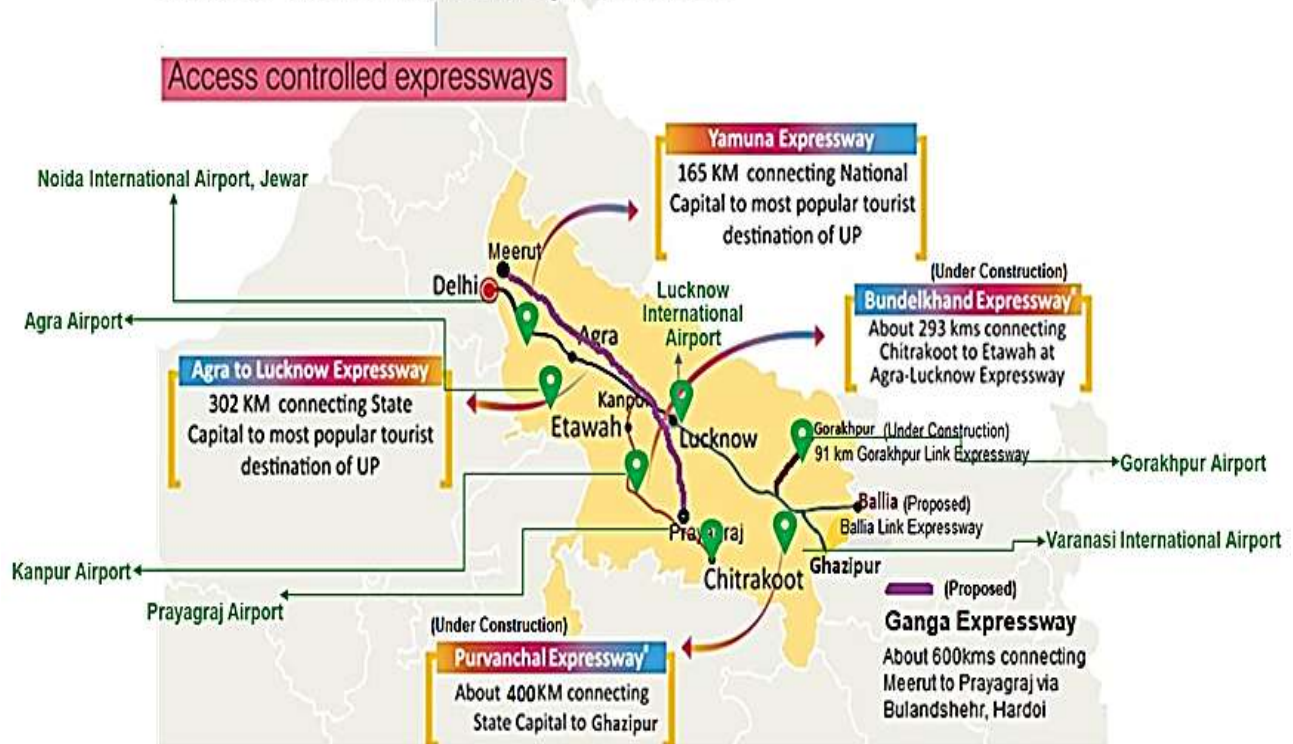 Access controlled expressways
Yamuna Expressway
165 KM connecting National
Capital to most popular tourist
destination of UP
Noida International Airport, Jewar
Meerut
Delhi
Lucknow
International
Airport
(Under Construction)
Bundelkhand Expressway
About 293 kms connecting
Chitrakoot to Etawah at
Agra-Lucknow Expressway
Agra Airport
Agra
Agra to Lucknow Expressway
302 KM connecting State
Capital to most popular tourist
destination of UP
Kanpur
Etawah
Lucknow
Gorakhpur (Under Construction)
91 km Gorakhpur Link Expressway
Gorakhpur Airport
Ballia (Proposed)
Ballia Link Expressway
Prayagraj
Varanasi International Airport
Ghazipur
Kanpur Airport
Chitrakoot
Prayagraj Airport
(Proposed)
Ganga Expressway
About 600kms connecting
Meerut to Prayagraj via
Bulandshehr, Hardoi
(Under Construction)
Purvanchal Expressway
About 400KM connecting
State Capital to Ghazipur